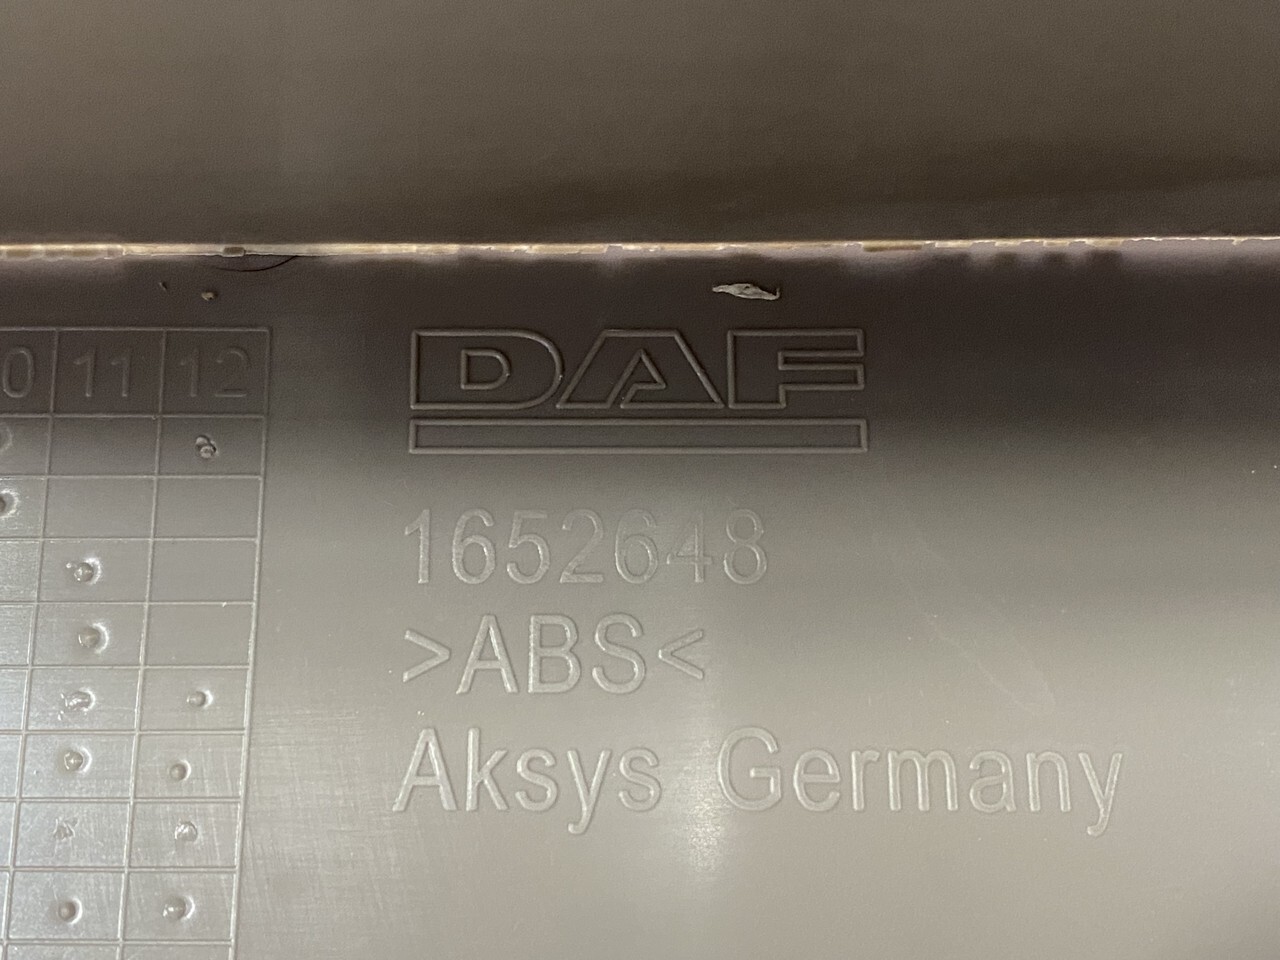 DAF
0 11 12
1652648
>ABS<
Aksys Germany